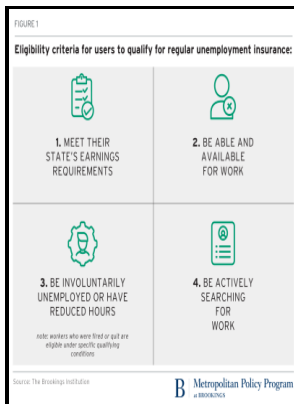 FIGURE 1
Eligibility criteria for users to qualify for regular unemployment insurance:
1. MEET THEIR
STATE'S EARNINGS
REQUIREMENTS
2. BE ABLE AND
AVAILABLE
FOR WORK
3. BE INVOLUNTARILY
UNEMPLOYED OR HAVE
REDUCED HOURS
note: workers who were fired or quit are
eligible under specific qualifying
conditions
4. BE ACTIVELY
SEARCHING
FOR
WORK
Source: The Brookings Institution
B Metropolitan Policy Program
at BROOKINGS